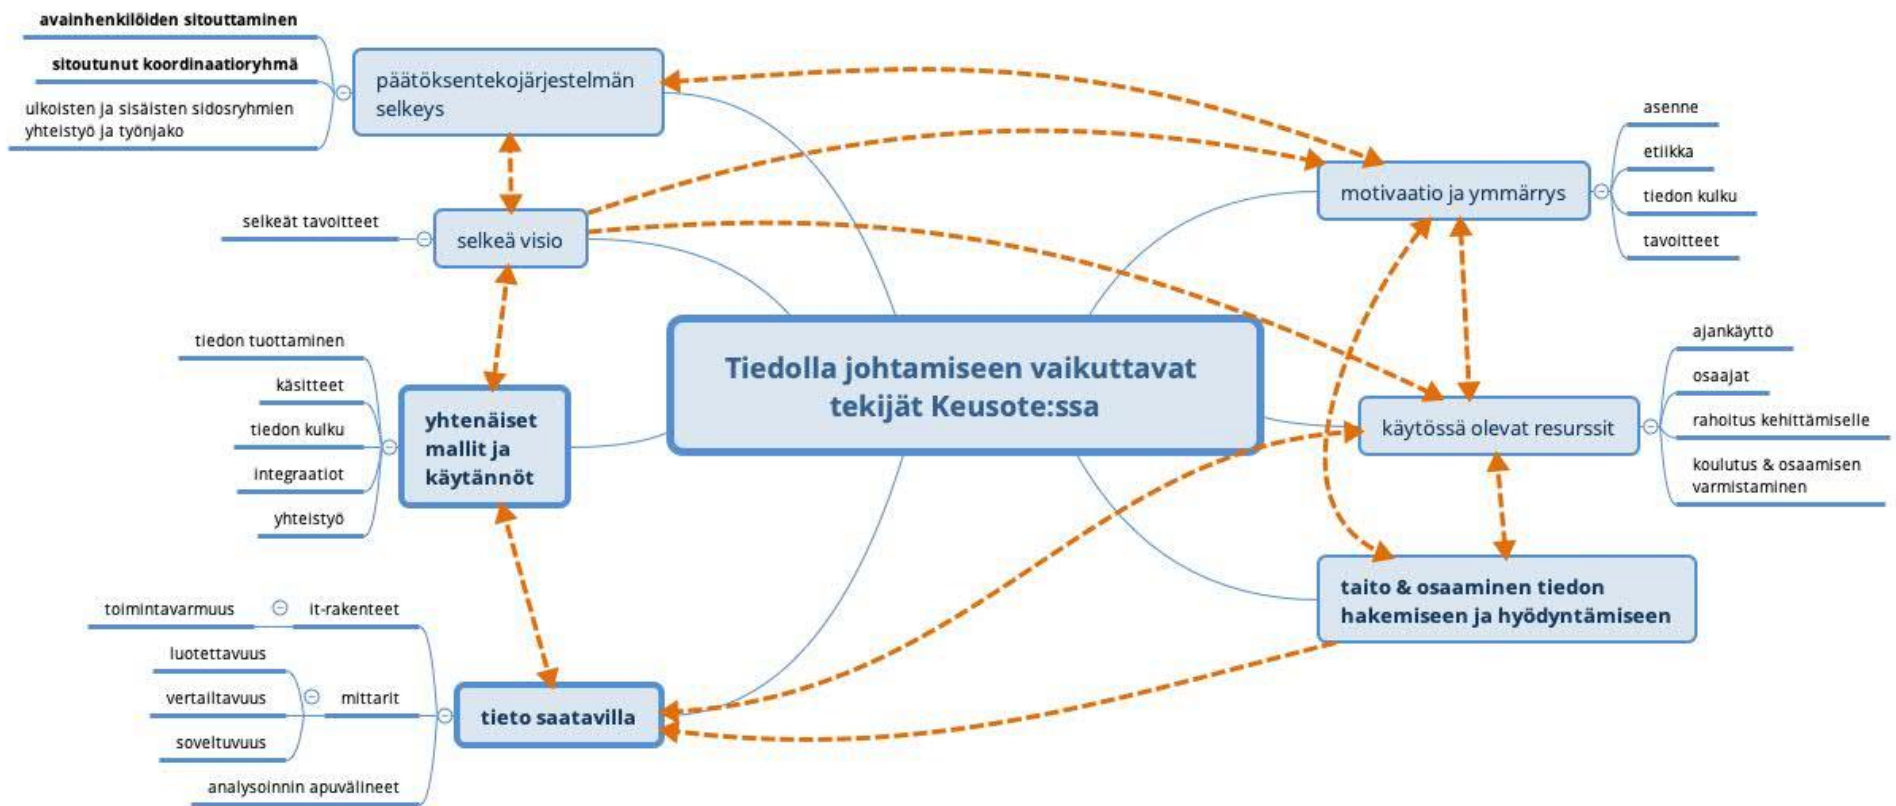 avainhenkilöiden sitouttaminen
sitoutunut koordinaatioryhmä
ulkoisten ja sisäisten sidosryhmien
yhteistyö ja työnjako
päätöksentekojärjestelmän
selkeys
selkeät tavoitteet
selkeä visio
tiedon tuottaminen
käsitteet
tiedon kulku
integraatiot
yhteistyö
yhtenäiset
mallit ja
käytännöt
toimintavarmuus
it-rakenteet
luotettavuus
vertailtavuus
soveltuvuus
mittarit
analysoinnin apuvälineet
tieto saatavilla
Tiedolla johtamiseen vaikuttavat
tekijät Keusote:ssa
motivaatio ja ymmärrys
asenne
etiikka
tiedon kulku
tavoitteet
käytössä olevat resurssit
ajankäyttö
osaajat
rahoitus kehittämiselle
koulutus & osaamisen
varmistaminen
taito & osaaminen tiedon
hakemiseen ja hyödyntämiseen